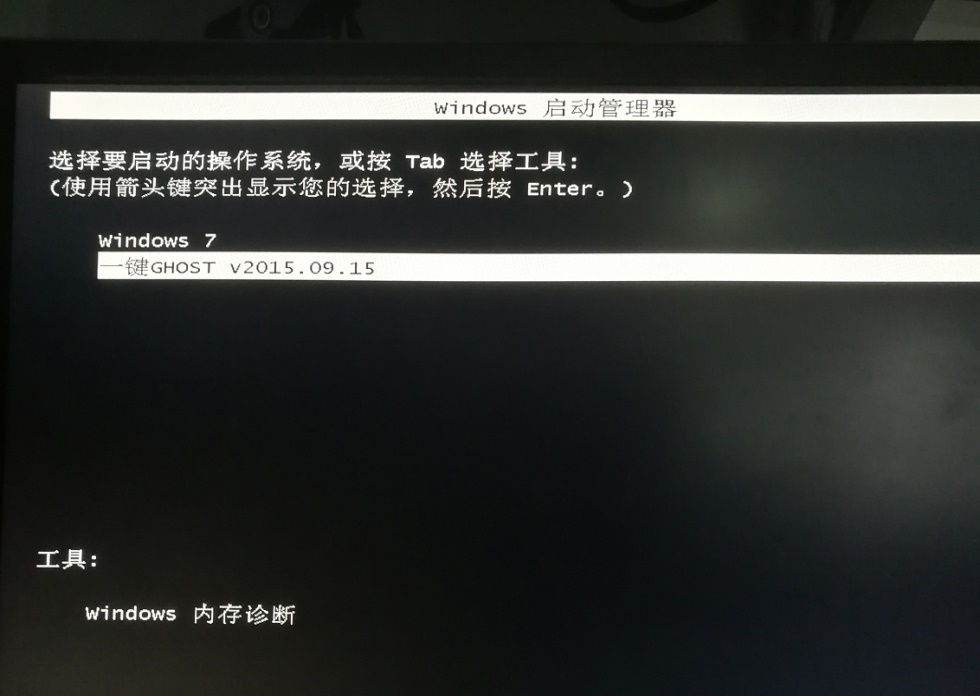 Windows 启动管理器
选择要启动的操作系统，或按 Tab 选择工具:
(使用箭头键突出显示您的选择，然后按 Enter。)
Windows 7
一键GHOST v2015.09.15
工具:
Windows 内存诊断